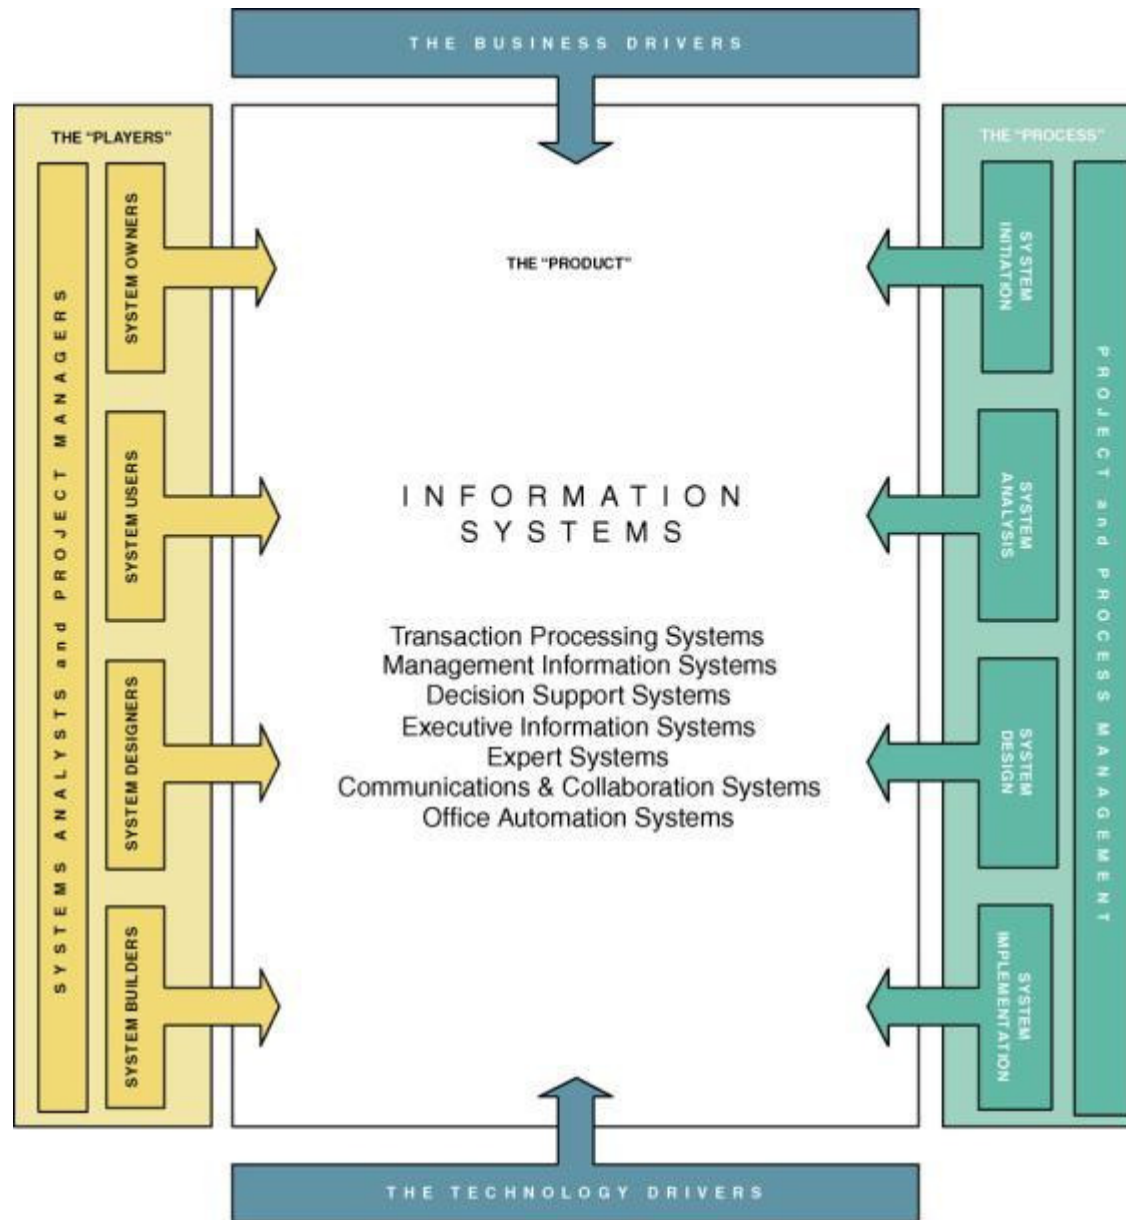 THE BUSINESS DRIVERS
THE "PLAYERS"
SYSTEMS ANALYSTS and PROJECT MANAGERS
SYSTEM OWNERS
SYSTEM USERS
SYSTEM DESIGNERS
SYSTEM BUILDERS
THE "PRODUCT"
INFORMATION
SYSTEMS
Transaction Processing Systems
Management Information Systems
Decision Support Systems
Executive Information Systems
Expert Systems
Communications & Collaboration Systems
Office Automation Systems
THE "PROCESS"
SYSTEM
INITIATION
SYSTEM
ANALYSIS
SYSTEM
DESIGN
SYSTEM
IMPLEMENTATION
PROJECT and PROCESS MANAGEMENT
THE TECHNOLOGY DRIVERS